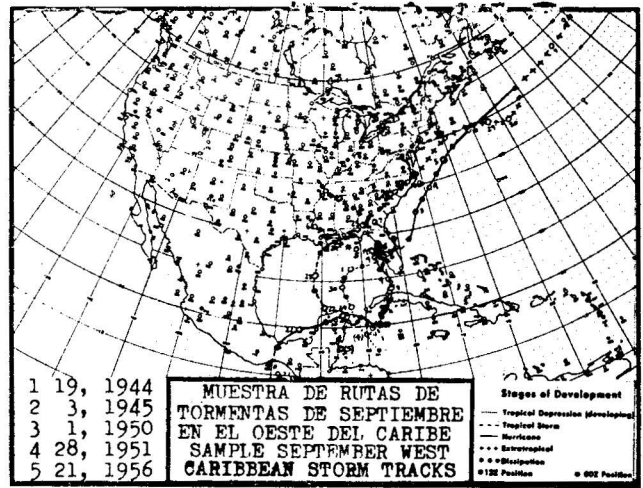 1 19, 1944
2 3, 1945
3 1, 1950
4 28, 1951
5 21, 1956
MUESTRA DE RUTAS DE
TORMENTAS DE SEPTIEMBRE
EN EL OESTE DEL CARIBE
SAMPLE SEPTEMBER WEST
CARIBBEAN STORM TRACKS
Stages of Development
Tropical Depression (developing)
Tropical Storm
Hurricane
Extratropical
Dissipation
12Z Position
00Z Position